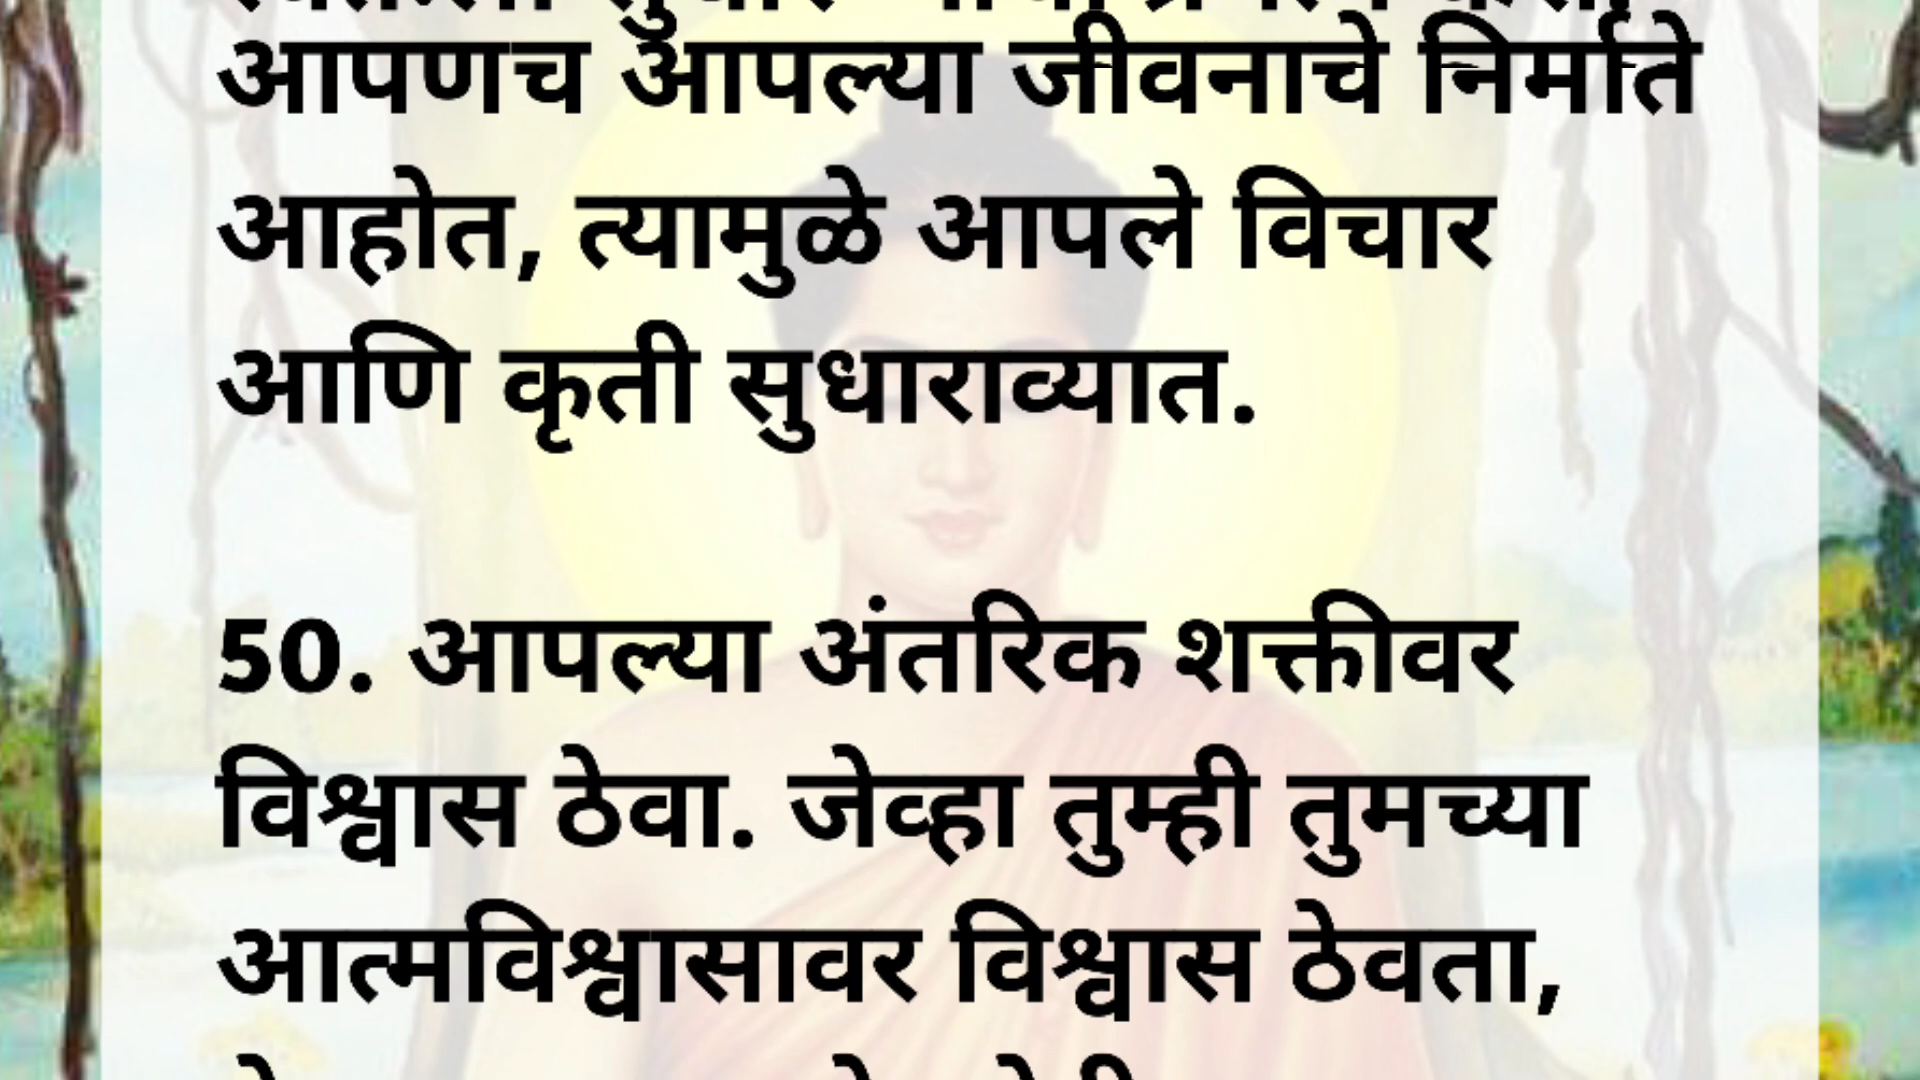 आपणच आपल्या जीवनाचे निर्माते
आहोत, त्यामुळे आपले विचार
आणि कृती सुधाराव्यात.
50. आपल्या अंतरिक शक्तीवर
विश्वास ठेवा. जेव्हा तुम्ही तुमच्या
आत्मविश्वासावर विश्वास ठेवता,